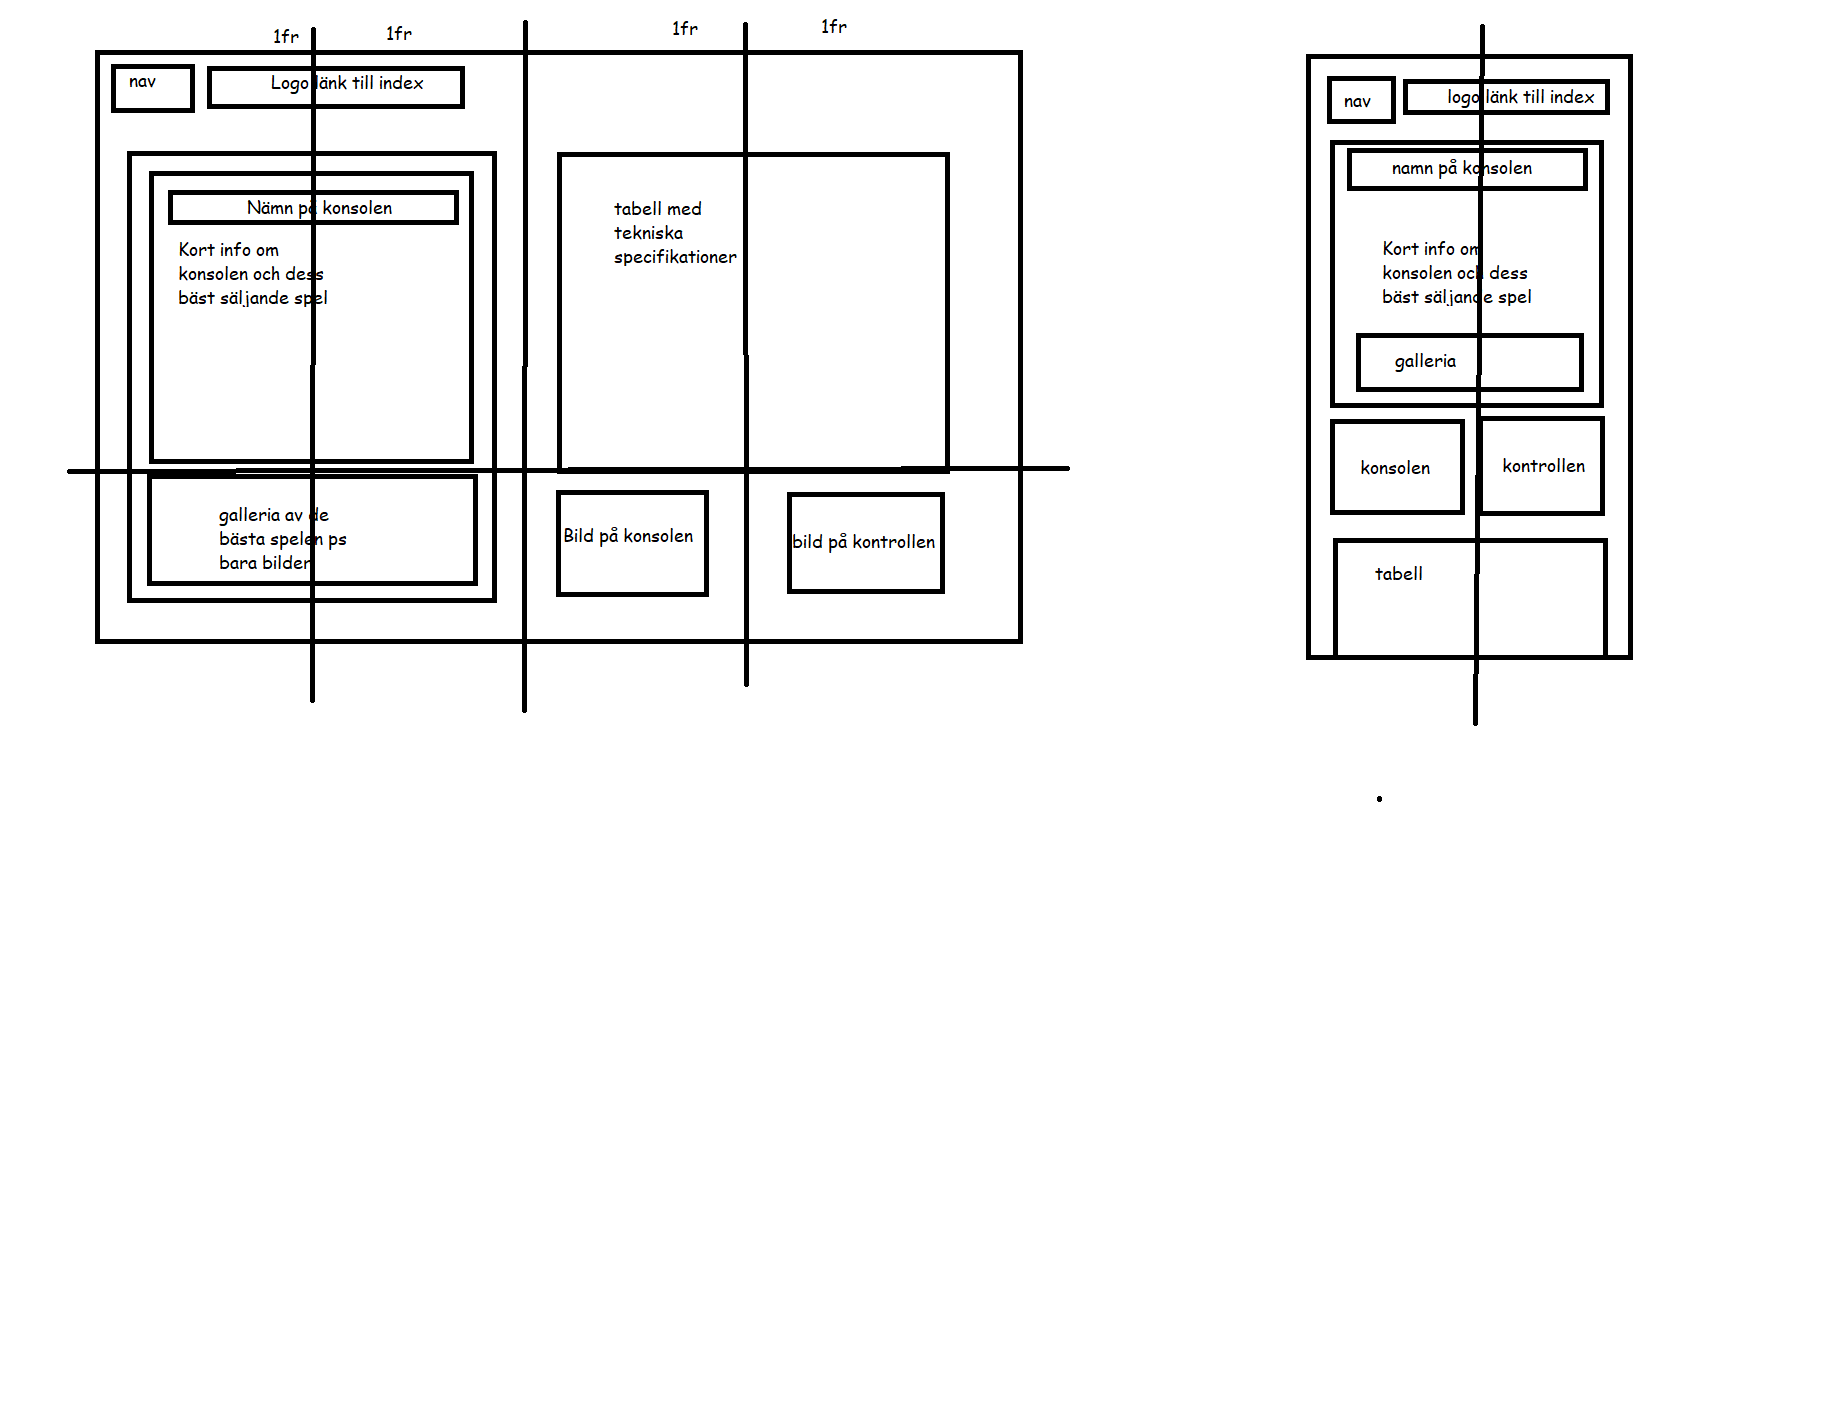 1fr
1fr
1fr
1fr
nav
Logo länk till index
Nämn på konsolen
Kort info om
konsolen och dess
bäst säljande spel
tabell med
tekniska
specifikationer
galleria av de
bästa spelen ps
bara bilder
Bild på konsolen
bild på kontrollen
nav
logo länk till index
namn på konsolen
Kort info om
konsolen och dess
bäst säljande spel
galleria
konsolen
kontrollen
tabell